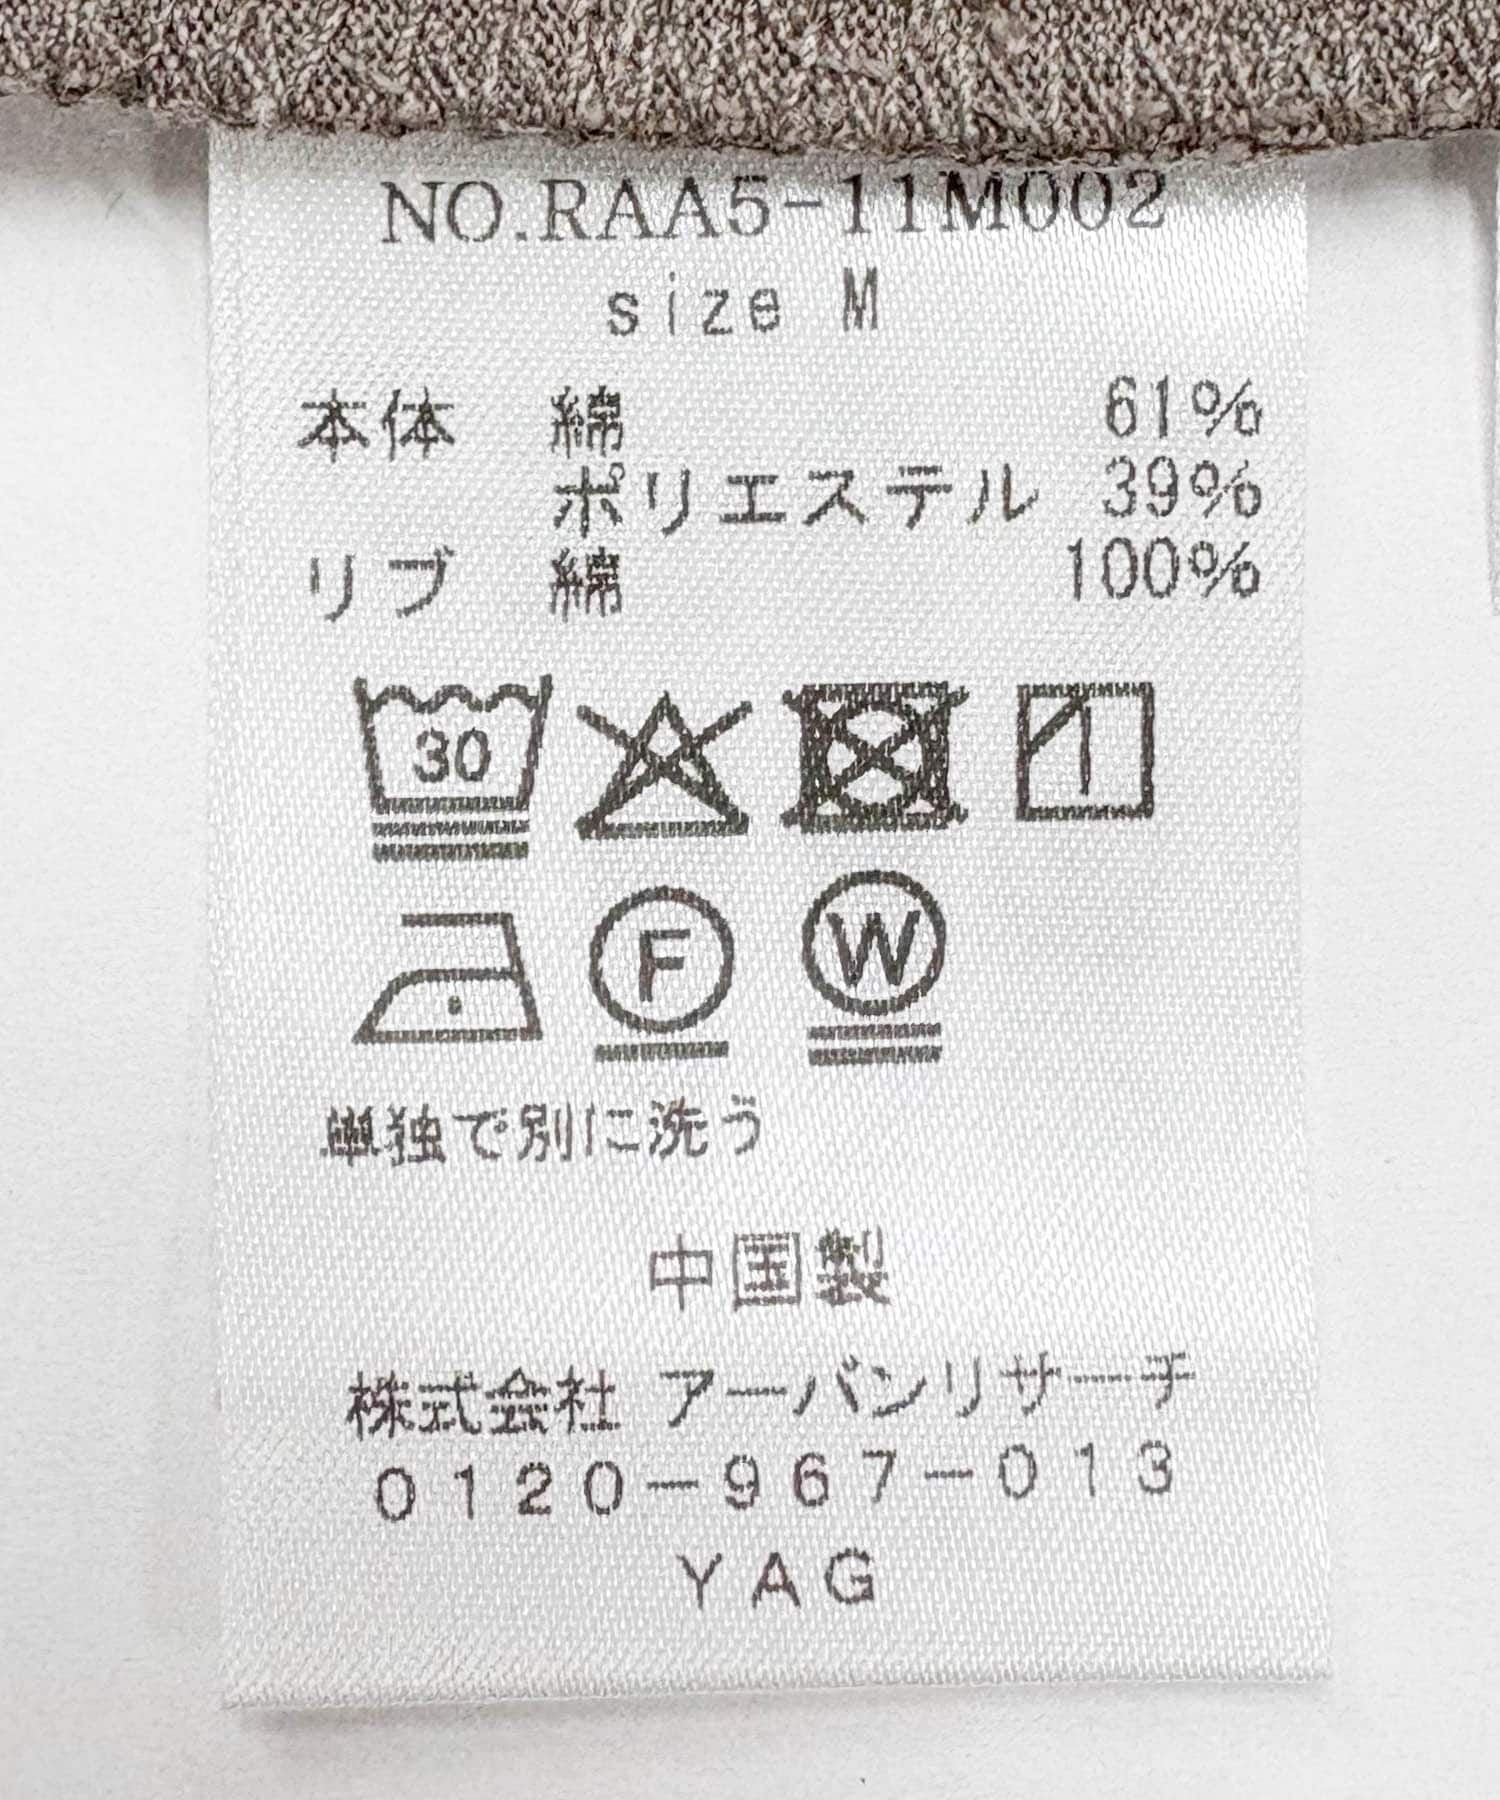 NO.RAA5-11M002
size M
本体 綿 61%
ポリエステル 39%
リブ 綿 100%
30
F
W
単独で別に洗う
中国製
株式会社 アーバンリサーチ
0120-967-013
YAG